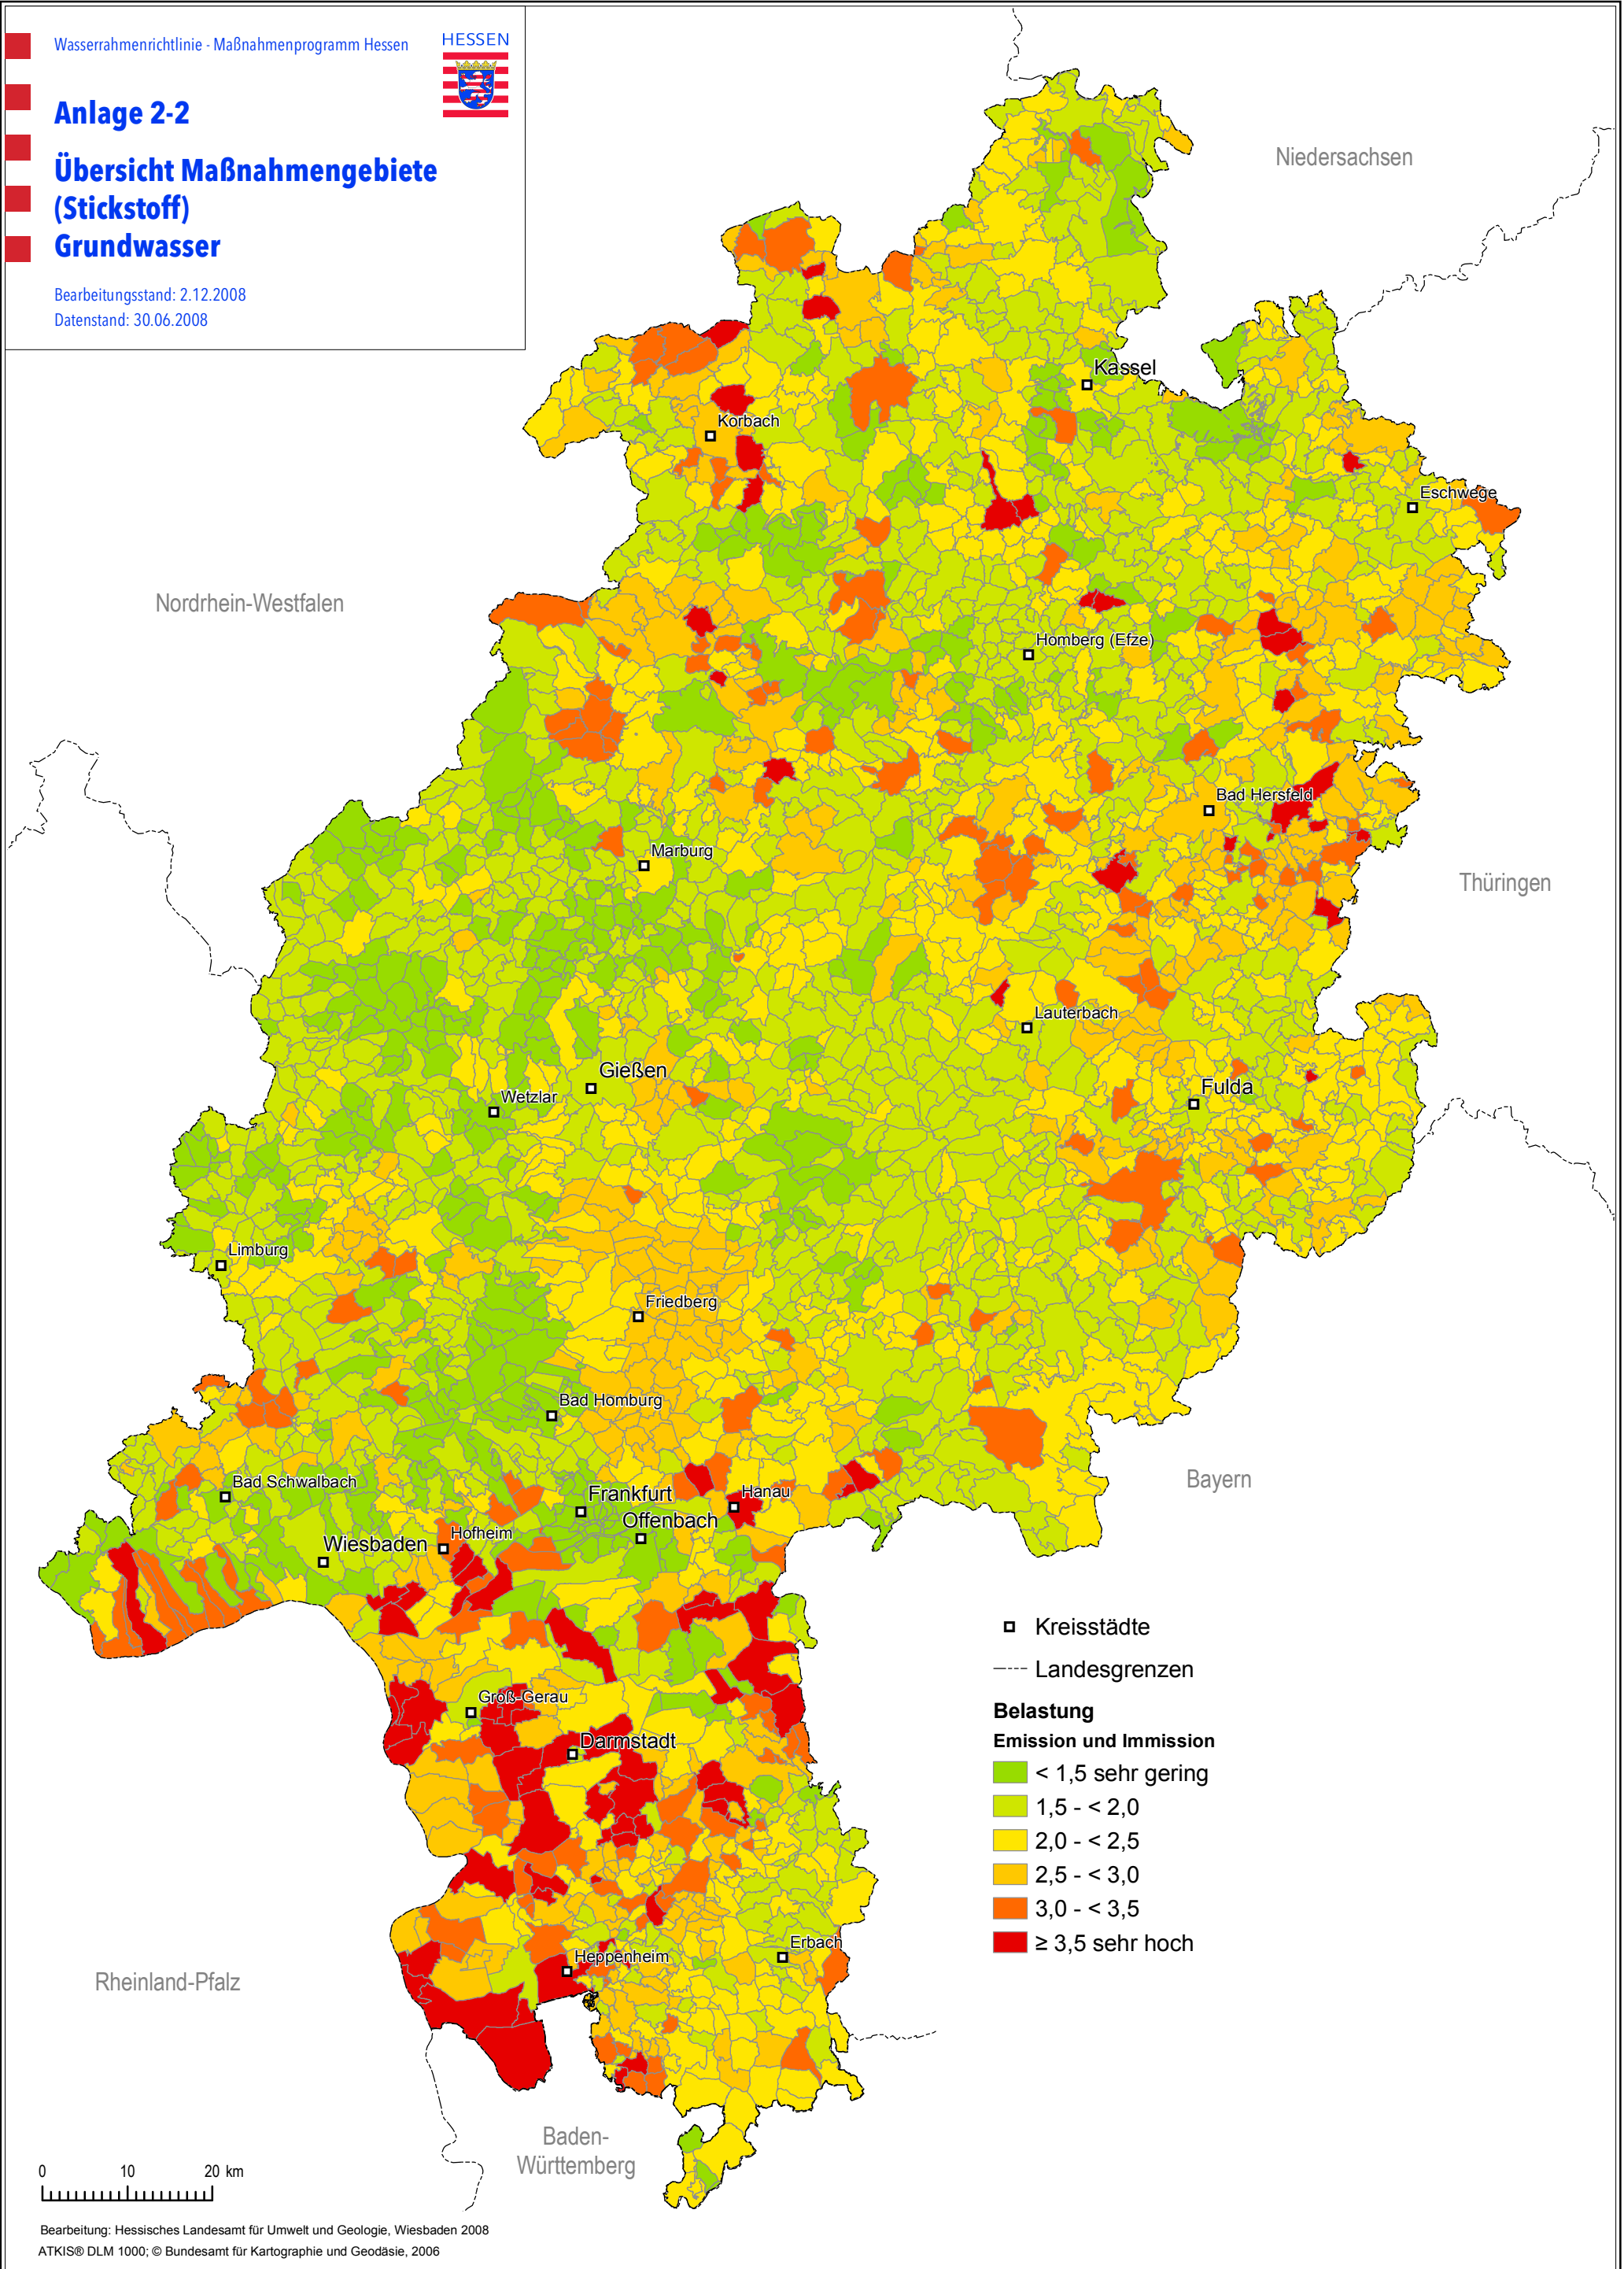 Wasserrahmenrichtlinie - Maßnahmenprogramm Hessen
HESSEN
Anlage 2-2
Übersicht Maßnahmengebiete
(Stickstoff)
Grundwasser
Bearbeitungsstand: 2.12.2008
Datenstand: 30.06.2008
Niedersachsen
Kassel
Korbach
Eschwege
Nordrhein-Westfalen
Homberg (Efze)
Bad Hersfeld
Marburg
Thüringen
Lauterbach
Gießen
Fulda
Wetzlar
Limburg
Friedberg
Bad Homburg
Bad Schwalbach
Bayern
Frankfurt
Hanau
Offenbach
Hofheim
Wiesbaden
Groß-Gerau
Darmstadt
Erbach
Heppenheim
Rheinland-Pfalz
Baden-
Württemberg
Kreisstädte
Landesgrenzen
Belastung
Emission und Immission
< 1,5 sehr gering
1,5 - < 2,0
2,0 - < 2,5
2,5 - < 3,0
3,0 - < 3,5
≥ 3,5 sehr hoch
0 10 20 km
Bearbeitung: Hessisches Landesamt für Umwelt und Geologie, Wiesbaden 2008
ATKIS® DLM 1000; © Bundesamt für Kartographie und Geodäsie, 2006